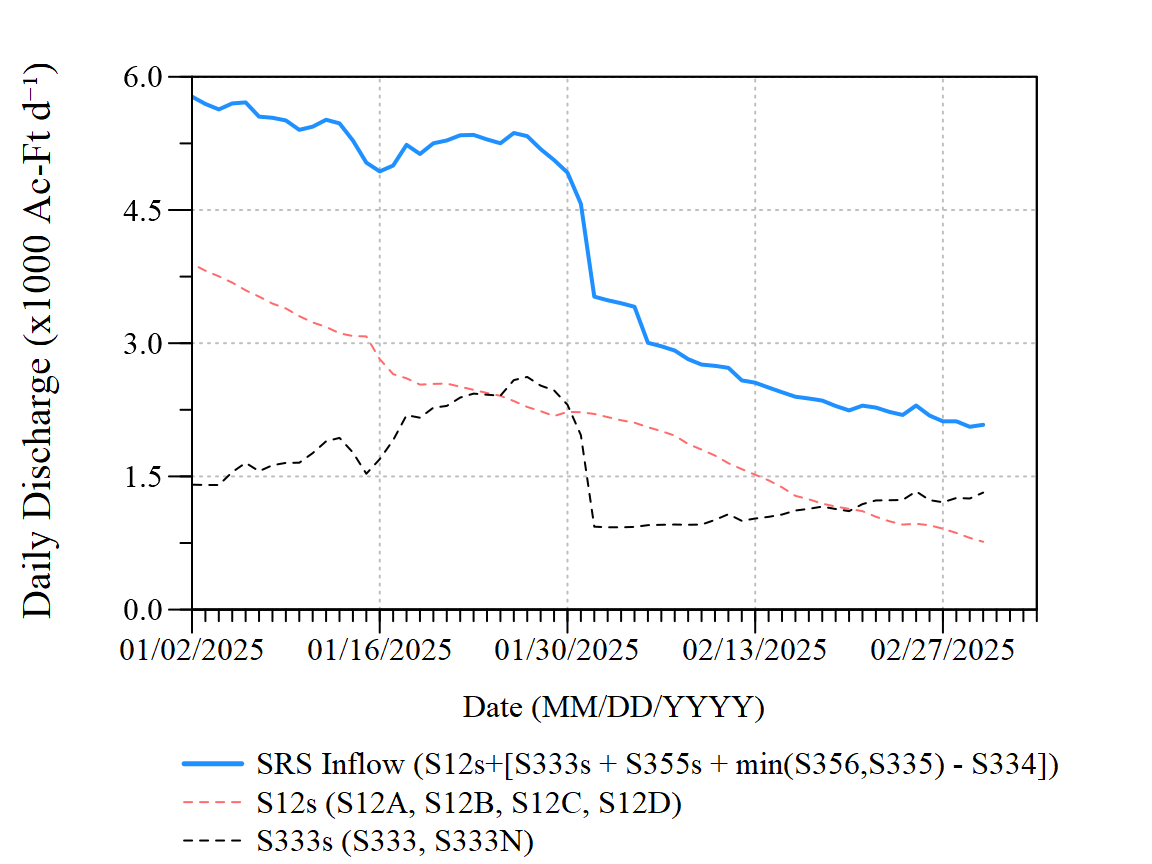 Daily Discharge (x1000 Ac-Ft d⁻¹)
6.0
4.5
3.0
1.5
0.0
01/02/2025 01/16/2025 01/30/2025 02/13/2025 02/27/2025
Date (MM/DD/YYYY)
SRS Inflow (S12s+[S333s + S355s + min(S356,S335) - S334])
S12s (S12A, S12B, S12C, S12D)
S333s (S333, S333N)